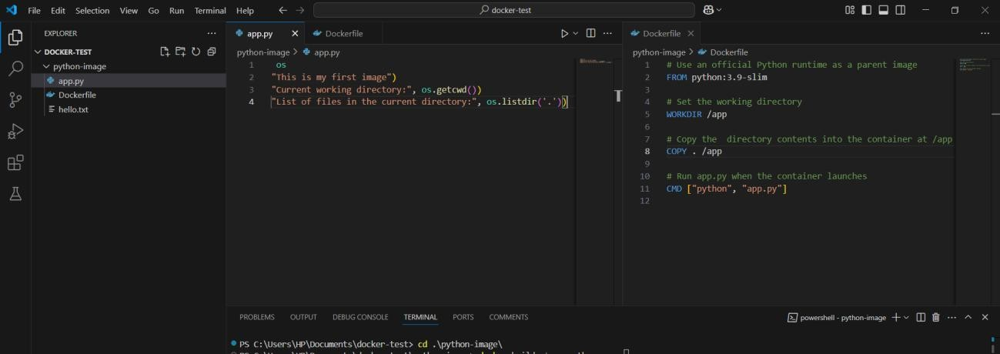 File Edit Selection View Go Run Terminal Help docker-test
EXPLORER
DOCKER-TEST
python-image
app.py
Dockerfile
hello.txt
app.py Dockerfile
python-image > app.py
1 os
2 "This is my first image")
3 "Current working directory:", os.getcwd())
4 "List of files in the current directory:", os.listdir('.'))
Dockerfile
python-image > Dockerfile
1 # Use an official Python runtime as a parent image
2 FROM python:3.9-slim
3
4 # Set the working directory
5 WORKDIR /app
6
7 # Copy the  directory contents into the container at /app
8 COPY . /app
9
10 # Run app.py when the container launches
11 CMD ["python", "app.py"]
12
PROBLEMS OUTPUT DEBUG CONSOLE TERMINAL PORTS COMMENTS
powershell - python-image
PS C:\Users\HP\Documents\docker-test> cd .\python-image\